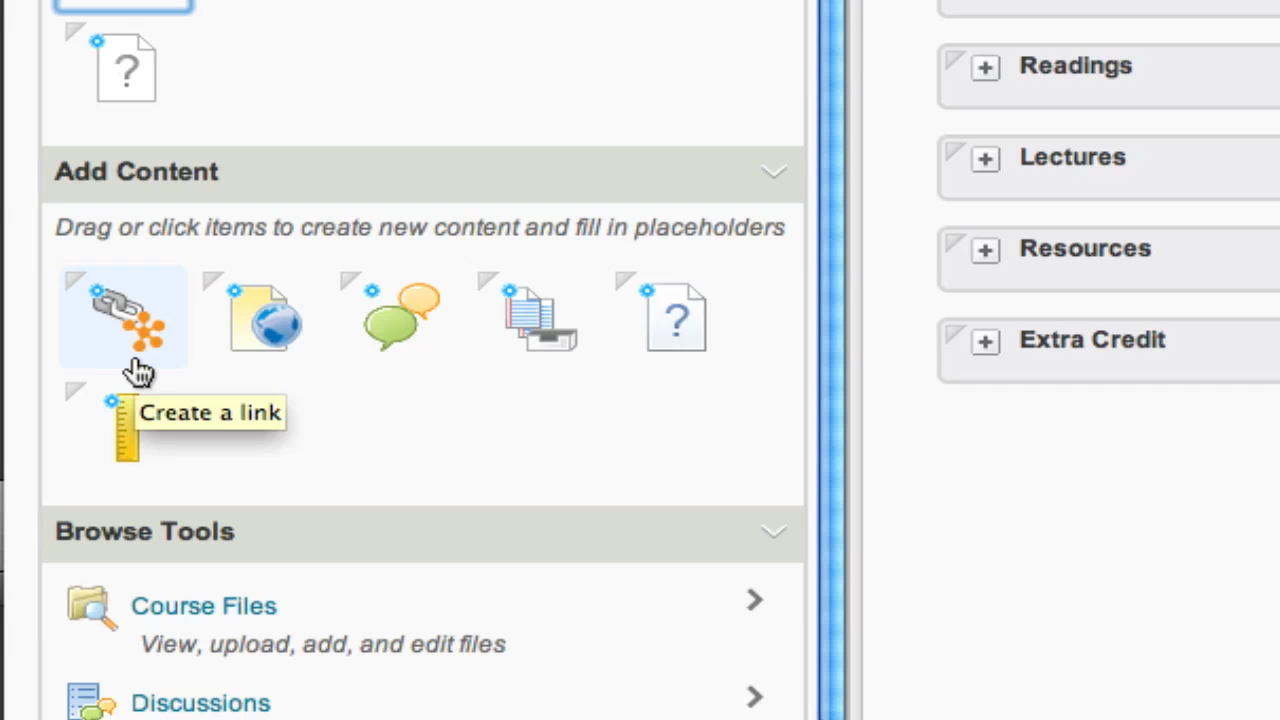 Add Content
Drag or click items to create new content and fill in placeholders
Create a link
Browse Tools
Course Files
View, upload, add, and edit files
Discussions
Readings
Lectures
Resources
Extra Credit